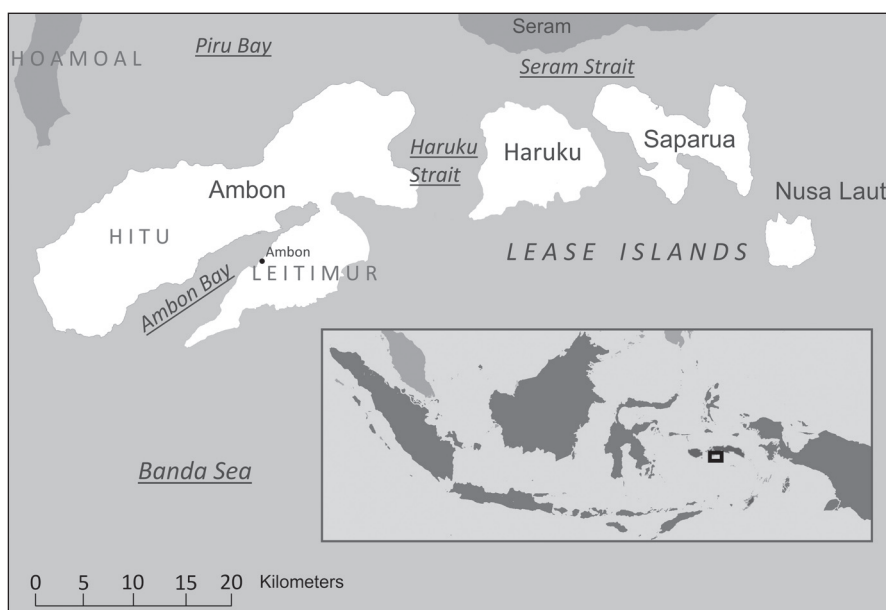 Seram
Piru Bay
HOAMOAL
Seram Strait
Haruku
Strait
Haruku
Saparua
Ambon
Nusa Laut
HITU
Ambon
LEITIMUR
LEASE ISLANDS
Ambon Bay
Banda Sea
0 5 10 15 20 Kilometers